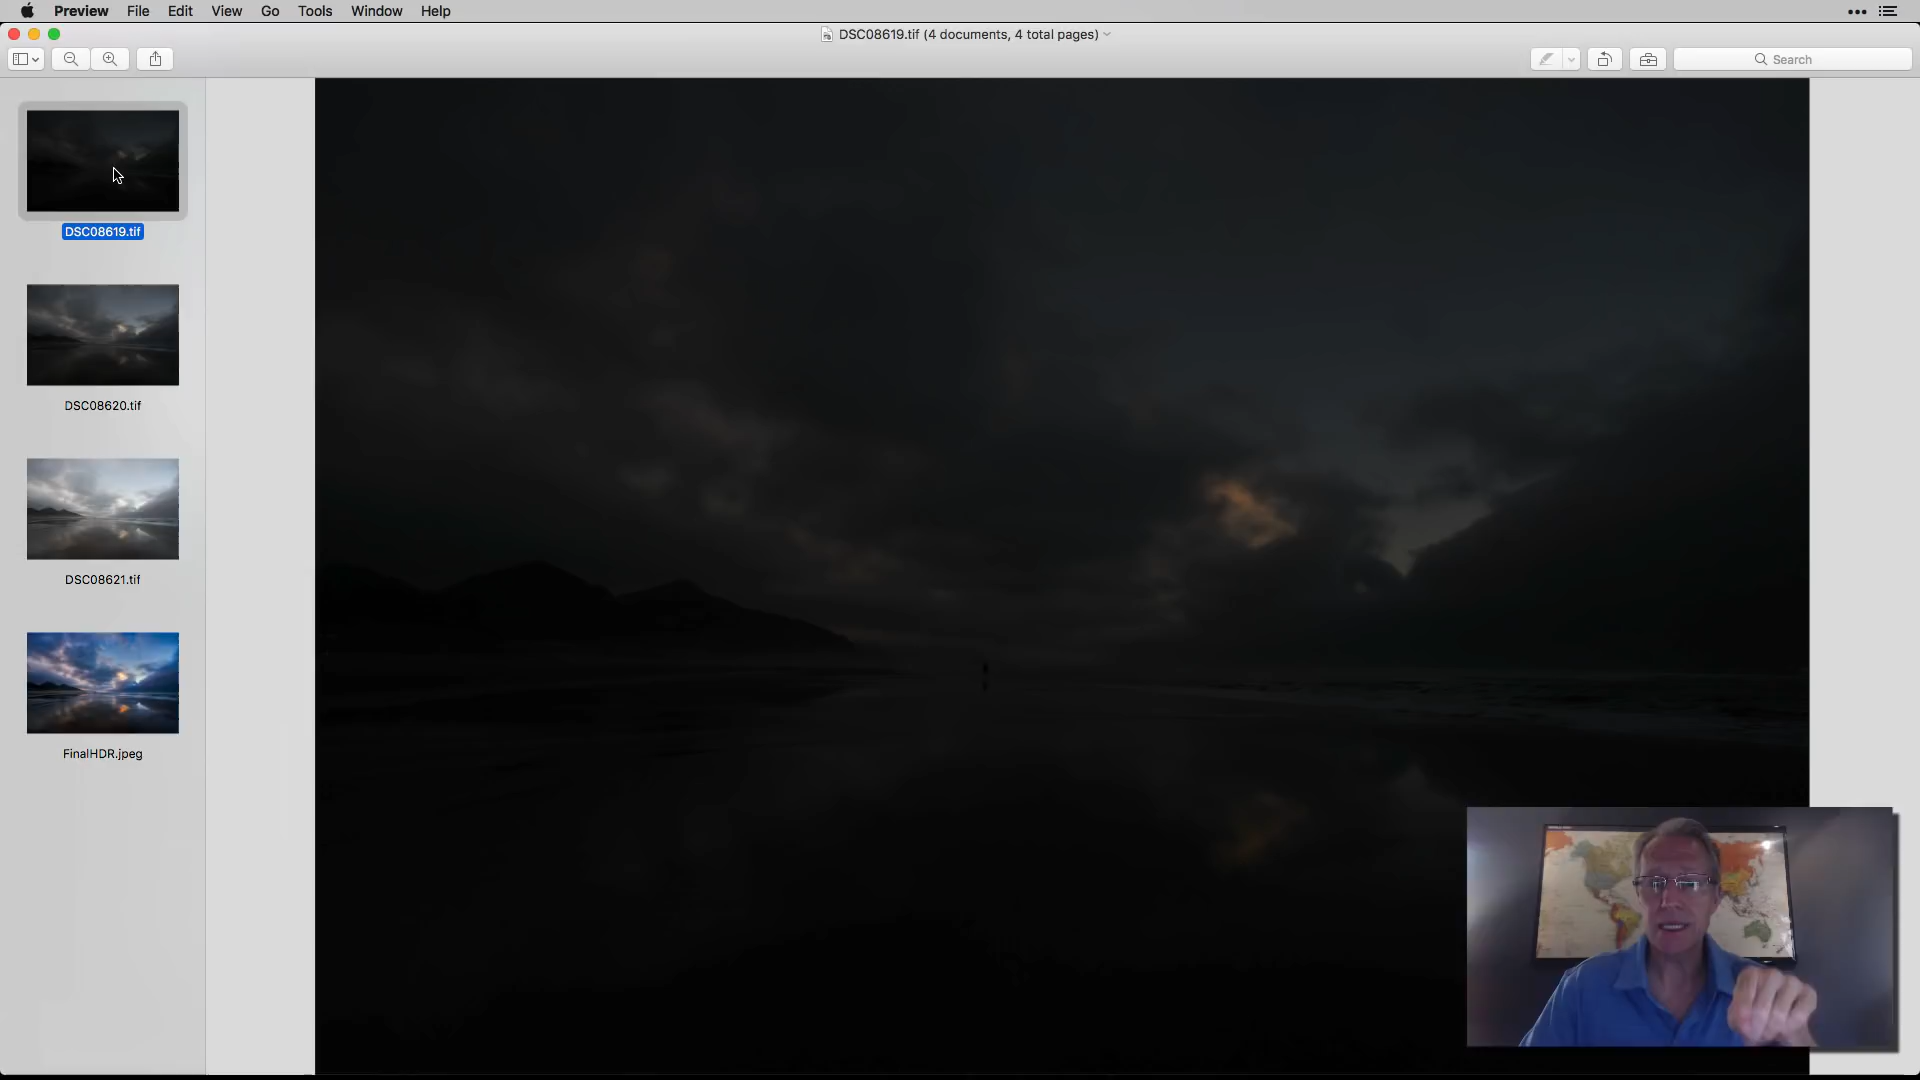 Preview File Edit View Go Tools Window Help
DSC08619.tif (4 documents, 4 total pages)
Search
DSC08619.tif
DSC08620.tif
DSC08621.tif
FinalHDR.jpeg